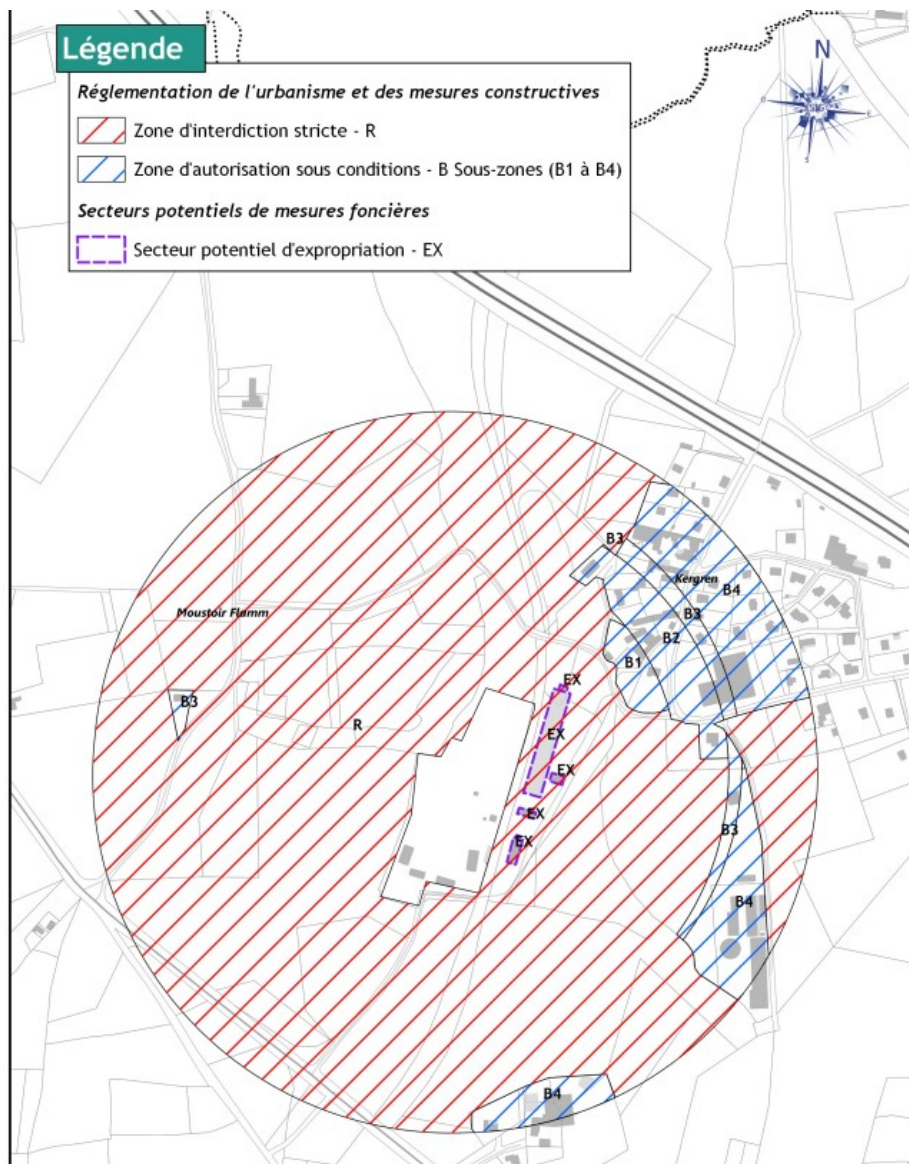 Légende
N
Réglementation de l'urbanisme et des mesures constructives
Zone d'interdiction stricte - R
Zone d'autorisation sous conditions - B Sous-zones (B1 à B4)
Secteurs potentiels de mesures foncières
Secteur potentiel d'expropriation - EX
B3
Kergren
B4
Moustoir Flamm
B3
B2
B1
EX
B3
R
EX
EX
EX
EX
B3
B4
B4